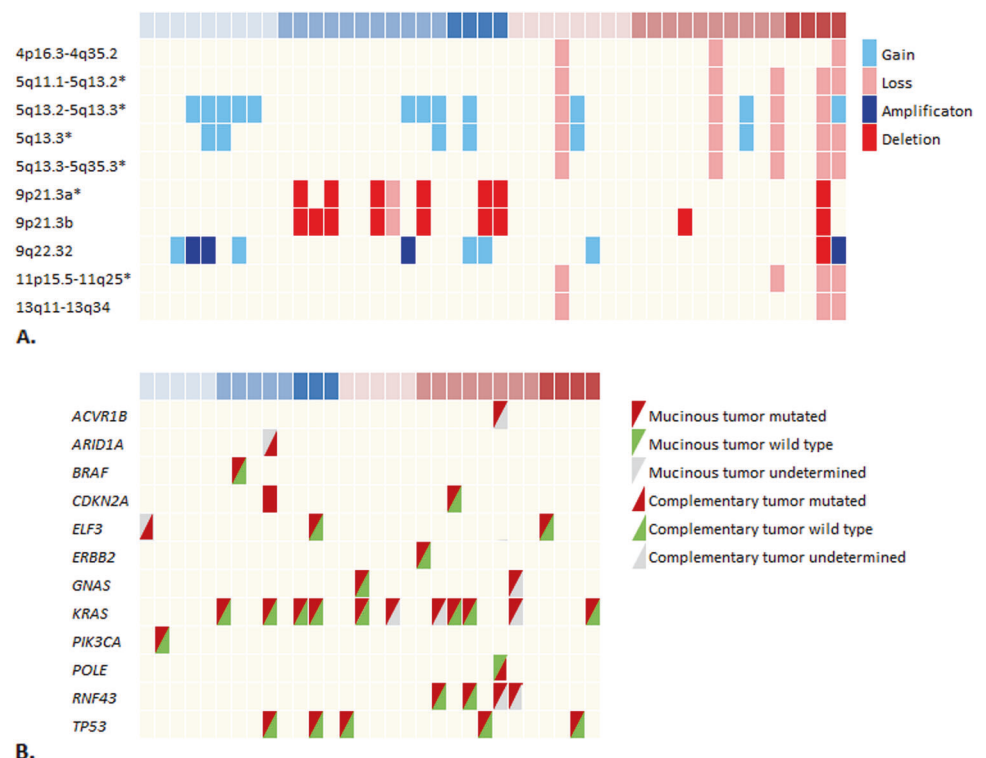 4p16.3-4q35.2
5q11.1-5q13.2*
5q13.2-5q13.3*
5q13.3*
5q13.3-5q35.3*
9p21.3a*
9p21.3b
9q22.32
11p15.5-11q25*
13q11-13q34
Gain
Loss
Amplificaton
Deletion
A.
ACVR1B
ARID1A
BRAF
CDKN2A
ELF3
ERBB2
GNAS
KRAS
PIK3CA
POLE
RNF43
TP53
Mucinous tumor mutated
Mucinous tumor wild type
Mucinous tumor undetermined
Complementary tumor mutated
Complementary tumor wild type
Complementary tumor undetermined
B.